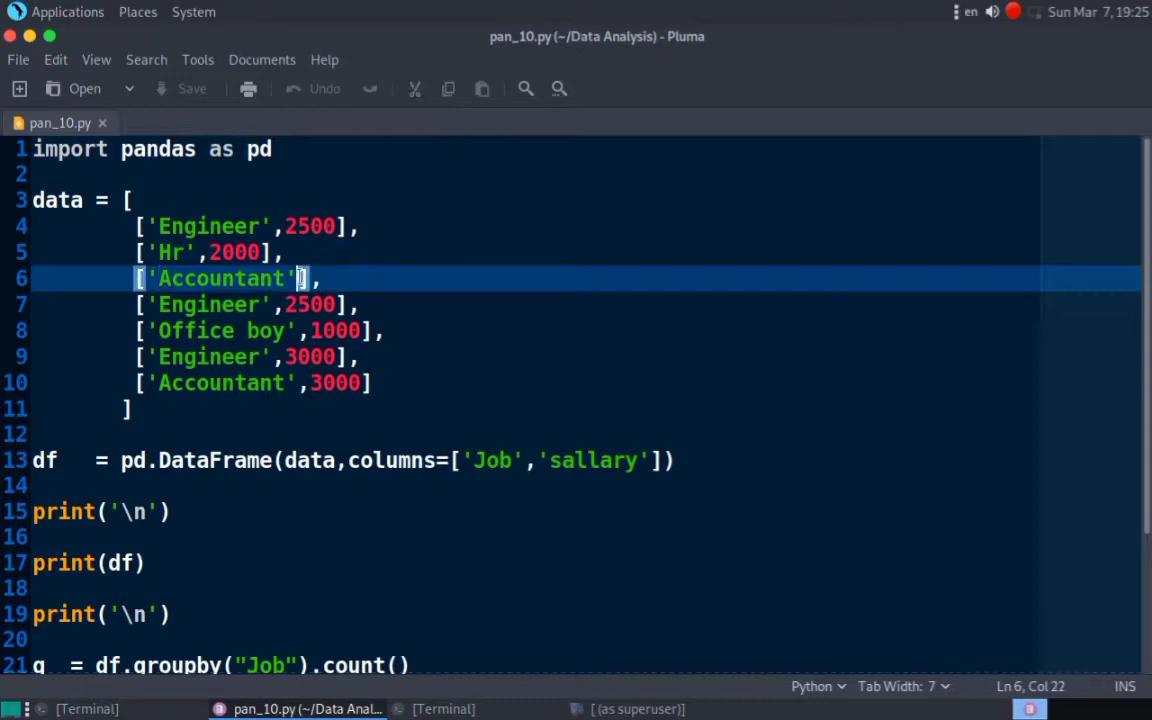 Applications Places System en Sun Mar 7, 19:25
pan_10.py (~/Data Analysis) - Pluma
File Edit View Search Tools Documents Help
Open Save Undo
pan_10.py
1 import pandas as pd
2
3 data = [
4 ['Engineer',2500],
5 ['Hr',2000],
6 ['Accountant'],
7 ['Engineer',2500],
8 ['Office boy',1000],
9 ['Engineer',3000],
10 ['Accountant',3000]
11 ]
12
13 df = pd.DataFrame(data,columns=['Job','sallary'])
14
15 print('\n')
16
17 print(df)
18
19 print('\n')
20
21 g = df.groupby("Job").count()
Python Tab Width: 7 Ln 6, Col 22 INS
[Terminal] pan_10.py (~/Data Anal... [Terminal] [ (as superuser)]